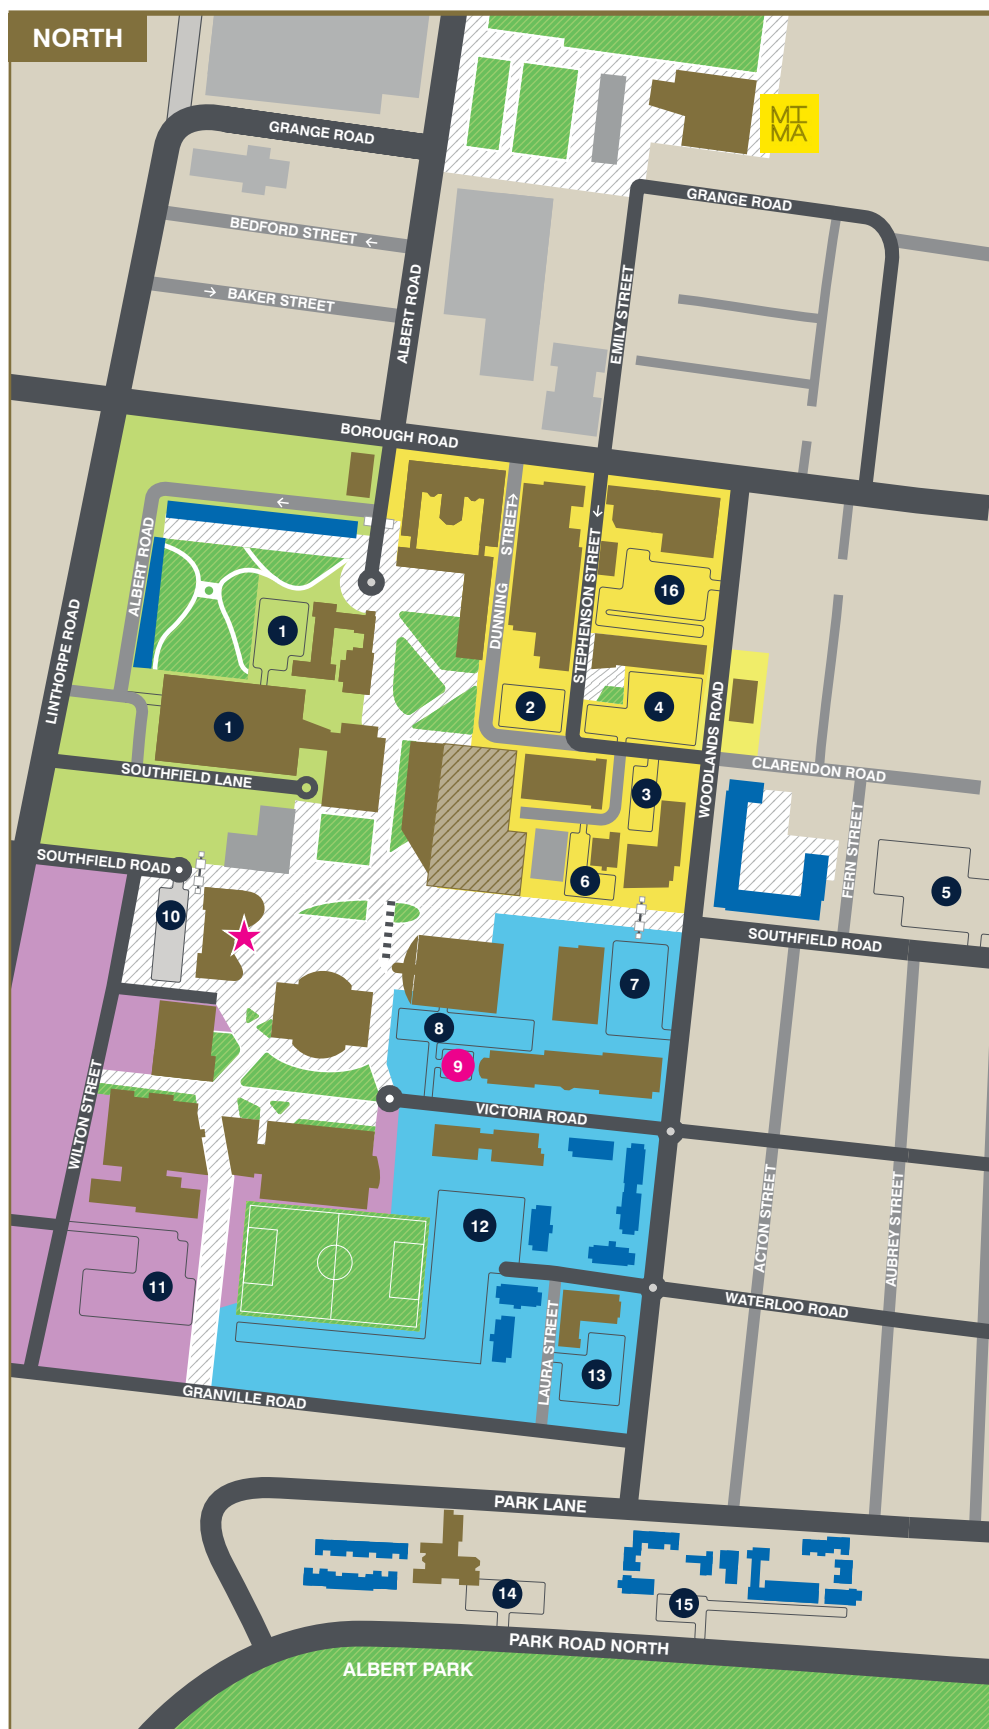 NORTH
MI
MA
GRANGE ROAD
GRANGE ROAD
BEDFORD STREET ←
→ BAKER STREET
ALBERT ROAD
EMILY STREET
BOROUGH ROAD
ALBERT ROAD
DUNNING STREET →
STEPHENSON STREET ←
16
LINTHORPE ROAD
1
1
2
4
WOODLANDS ROAD
SOUTHFIELD LANE
CLARENDON ROAD
3
FERN STREET
SOUTHFIELD ROAD
6
5
10
SOUTHFIELD ROAD
7
8
9
WILTON STREET
VICTORIA ROAD
ACTON STREET
AUBREY STREET
12
11
WATERLOO ROAD
LAURA STREET
13
GRANVILLE ROAD
PARK LANE
14
15
PARK ROAD NORTH
ALBERT PARK